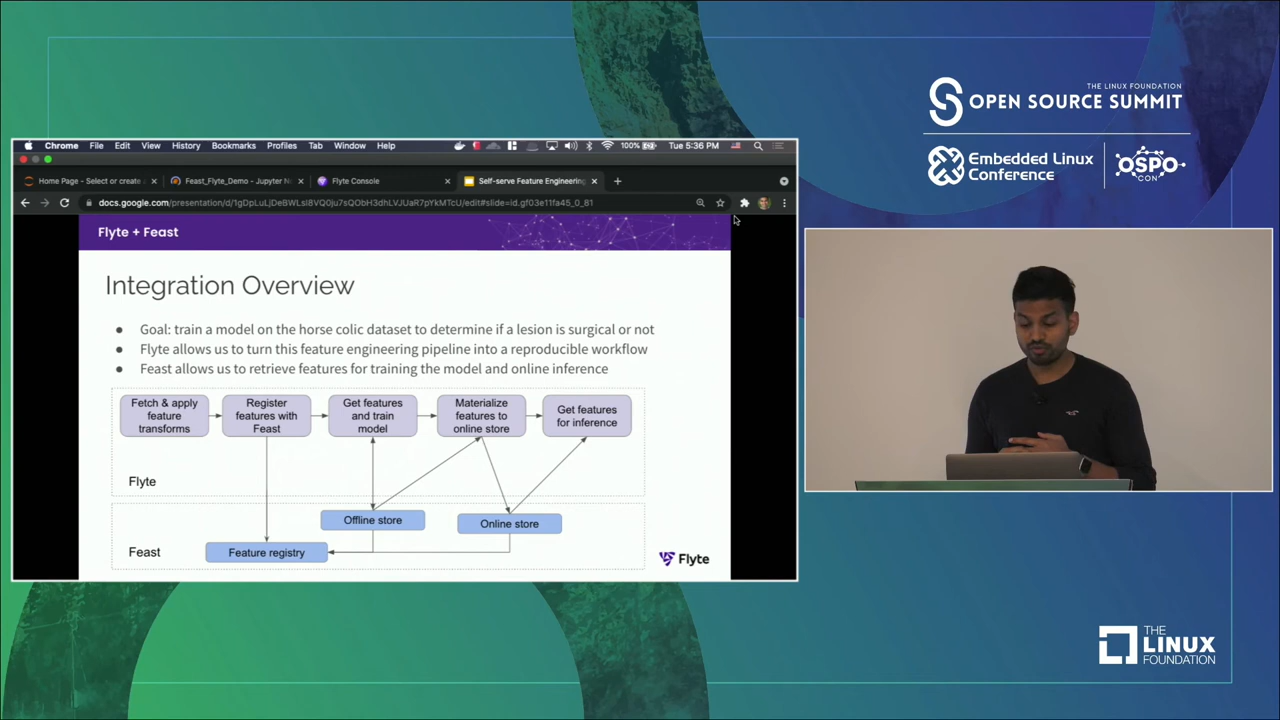 THE LINUX FOUNDATION
OPEN SOURCE SUMMIT
Embedded Linux
Conference
OSPO
CON
Chrome File Edit View History Bookmarks Profiles Tab Window Help 100% Tue 5:36 PM
Home Page - Select or create
Feast_Flyte_Demo - Jupyter N
Flyte Console
Self-serve Feature Engineering
Flyte + Feast
Integration Overview
● Goal: train a model on the horse colic dataset to determine if a lesion is surgical or not
● Flyte allows us to turn this feature engineering pipeline into a reproducible workflow
● Feast allows us to retrieve features for training the model and online inference
Fetch & apply
feature
transforms
Register
features with
Feast
Get features
and train
model
Materialize
features to
online store
Get features
for inference
Flyte
Offline store
Online store
Feast
Feature registry
Flyte
THE
LINUX
FOUNDATION